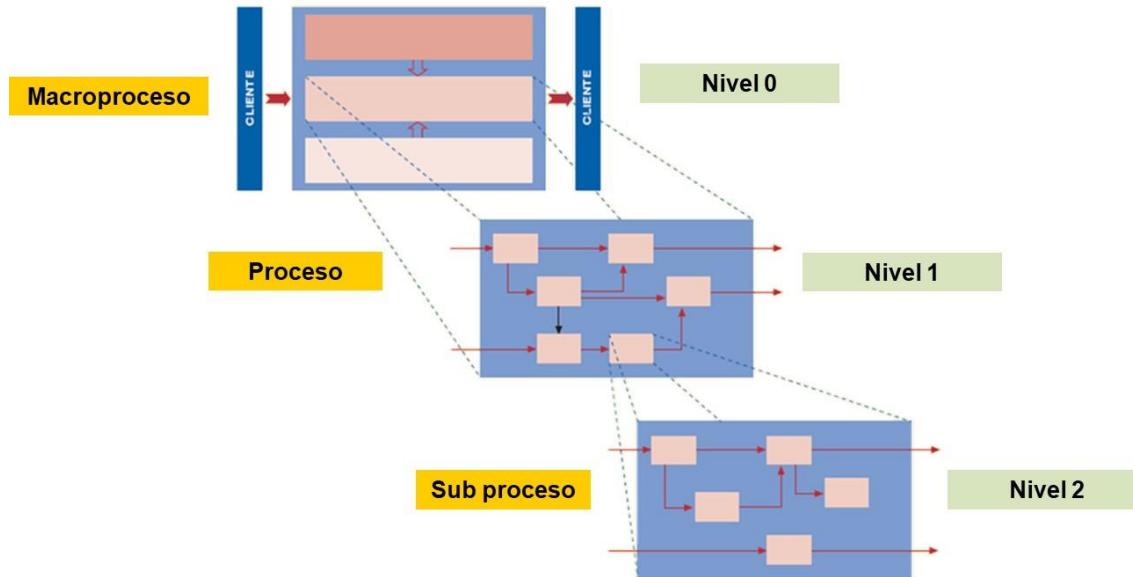 CLIENTE
CLIENTE
Macroproceso
Nivel 0
Proceso
Nivel 1
Sub proceso
Nivel 2